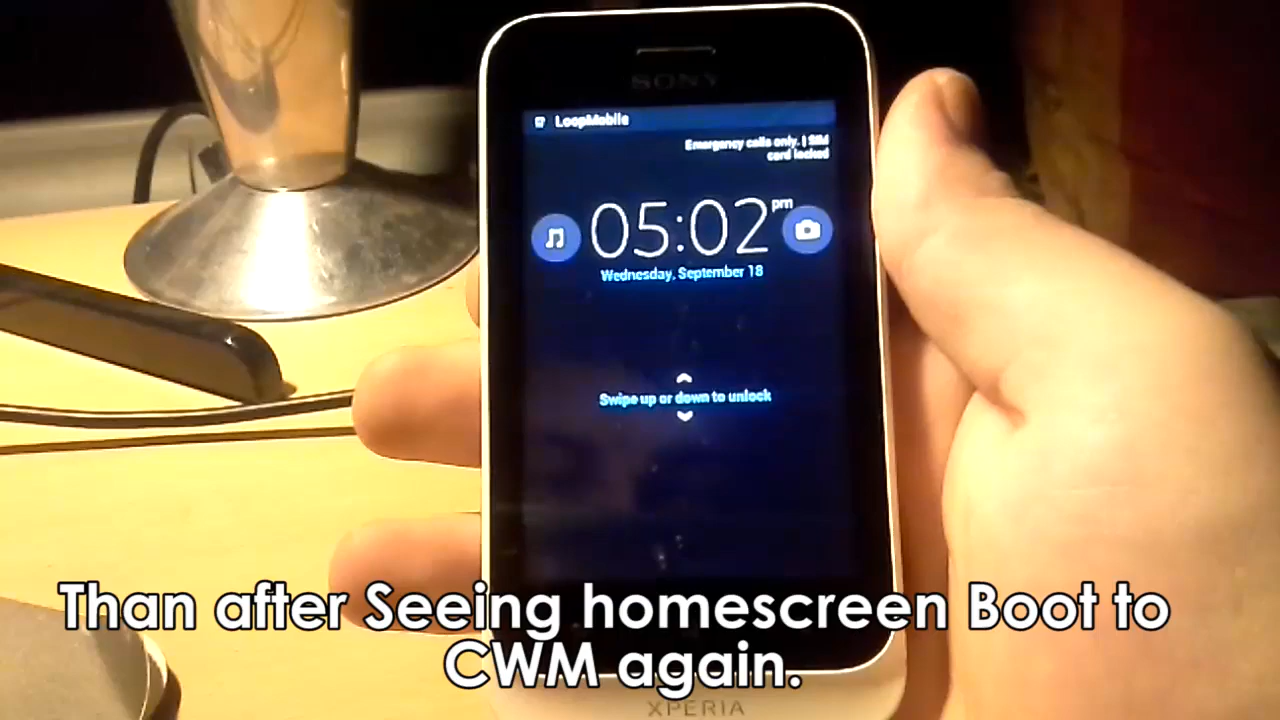 SONY
LoopMobile
Emergency calls only. | SIM
card locked
05:02 pm
Wednesday, September 18
Swipe up or down to unlock
Than after Seeing homescreen Boot to
CWM again.
XPERIA